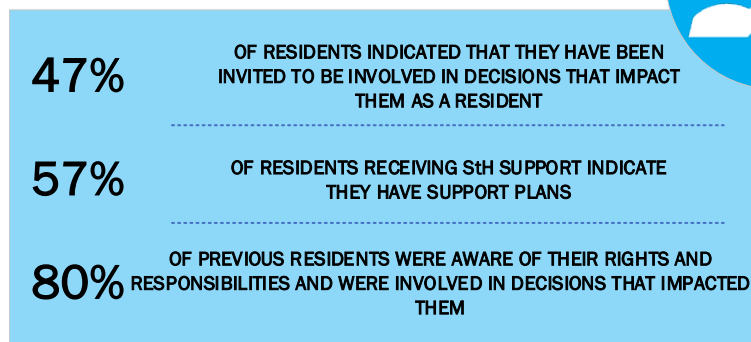 47%
OF RESIDENTS INDICATED THAT THEY HAVE BEEN
INVITED TO BE INVOLVED IN DECISIONS THAT IMPACT
THEM AS A RESIDENT
57%
OF RESIDENTS RECEIVING StH SUPPORT INDICATE
THEY HAVE SUPPORT PLANS
80%
OF PREVIOUS RESIDENTS WERE AWARE OF THEIR RIGHTS AND
RESPONSIBILITIES AND WERE INVOLVED IN DECISIONS THAT IMPACTED
THEM